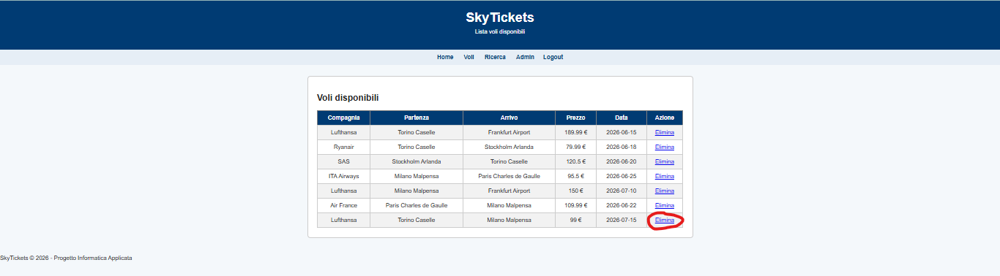 SkyTickets
Lista voli disponibili
Home Voli Ricerca Admin Logout
Voli disponibili
Compagnia Partenza Arrivo Prezzo Data Azione
Lufthansa Torino Caselle Frankfurt Airport 189.99 € 2026-06-15 Elimina
Ryanair Torino Caselle Stockholm Arlanda 79.99 € 2026-06-18 Elimina
SAS Stockholm Arlanda Torino Caselle 120.5 € 2026-06-20 Elimina
ITA Airways Milano Malpensa Paris Charles de Gaulle 95.5 € 2026-06-25 Elimina
Lufthansa Milano Malpensa Frankfurt Airport 150 € 2026-07-10 Elimina
Air France Paris Charles de Gaulle Milano Malpensa 109.99 € 2026-06-22 Elimina
Lufthansa Torino Caselle Milano Malpensa 99 € 2026-07-15 Elimina
SkyTickets © 2026 - Progetto Informatica Applicata